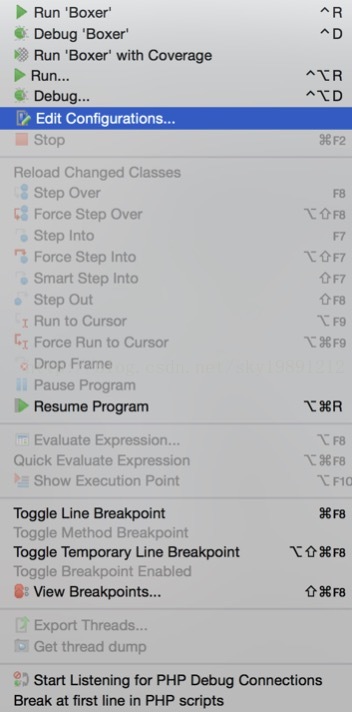 Run 'Boxer' ^R
Debug 'Boxer' ^D
Run 'Boxer' with Coverage
Run... ^⌥R
Debug... ^⌥D
Edit Configurations...
Stop ⌘F2
Reload Changed Classes
Step Over F8
Force Step Over ⌥⇧F8
Step Into F7
Force Step Into ⌥⇧F7
Smart Step Into ⇧F7
Step Out ⇧F8
Run to Cursor ⌥F9
Force Run to Cursor ⌥⌘F9
Drop Frame
Pause Program
Resume Program ⌥⌘R
Evaluate Expression... ⌥F8
Quick Evaluate Expression ⌥⌘F8
Show Execution Point ⌥F10
Toggle Line Breakpoint ⌘F8
Toggle Method Breakpoint
Toggle Temporary Line Breakpoint ⌥⇧⌘F8
Toggle Breakpoint Enabled
View Breakpoints... ⇧⌘F8
Export Threads...
Get thread dump
Start Listening for PHP Debug Connections
Break at first line in PHP scripts